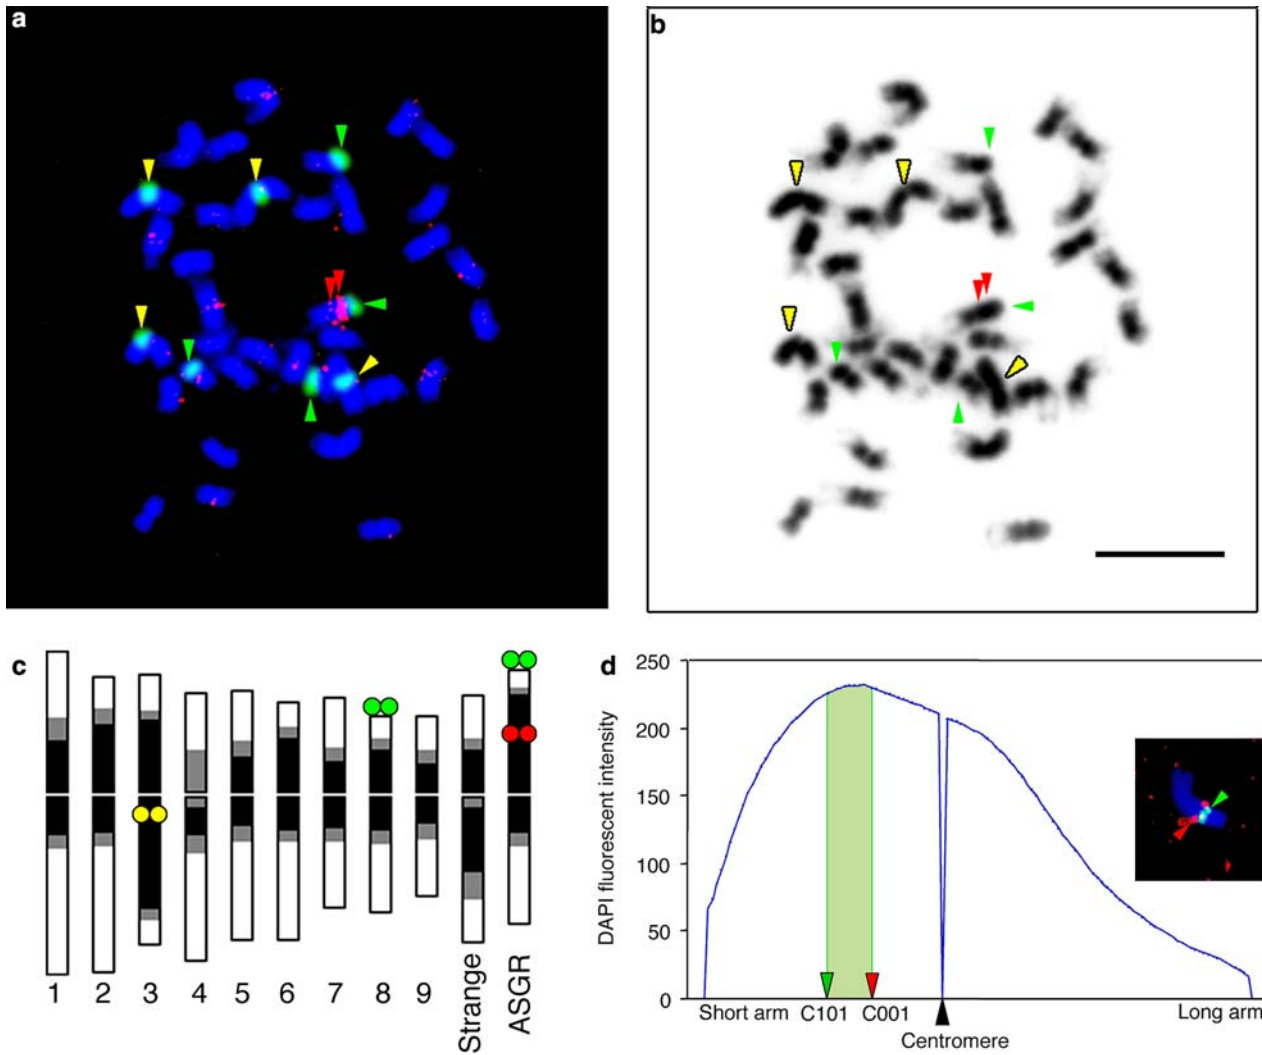 a
b
c
1 2 3 4 5 6 7 8 9 Strange ASGR
d
DAPI fluorescent intensity
250
200
150
100
50
0
Short arm C101 C001 Long arm
Centromere